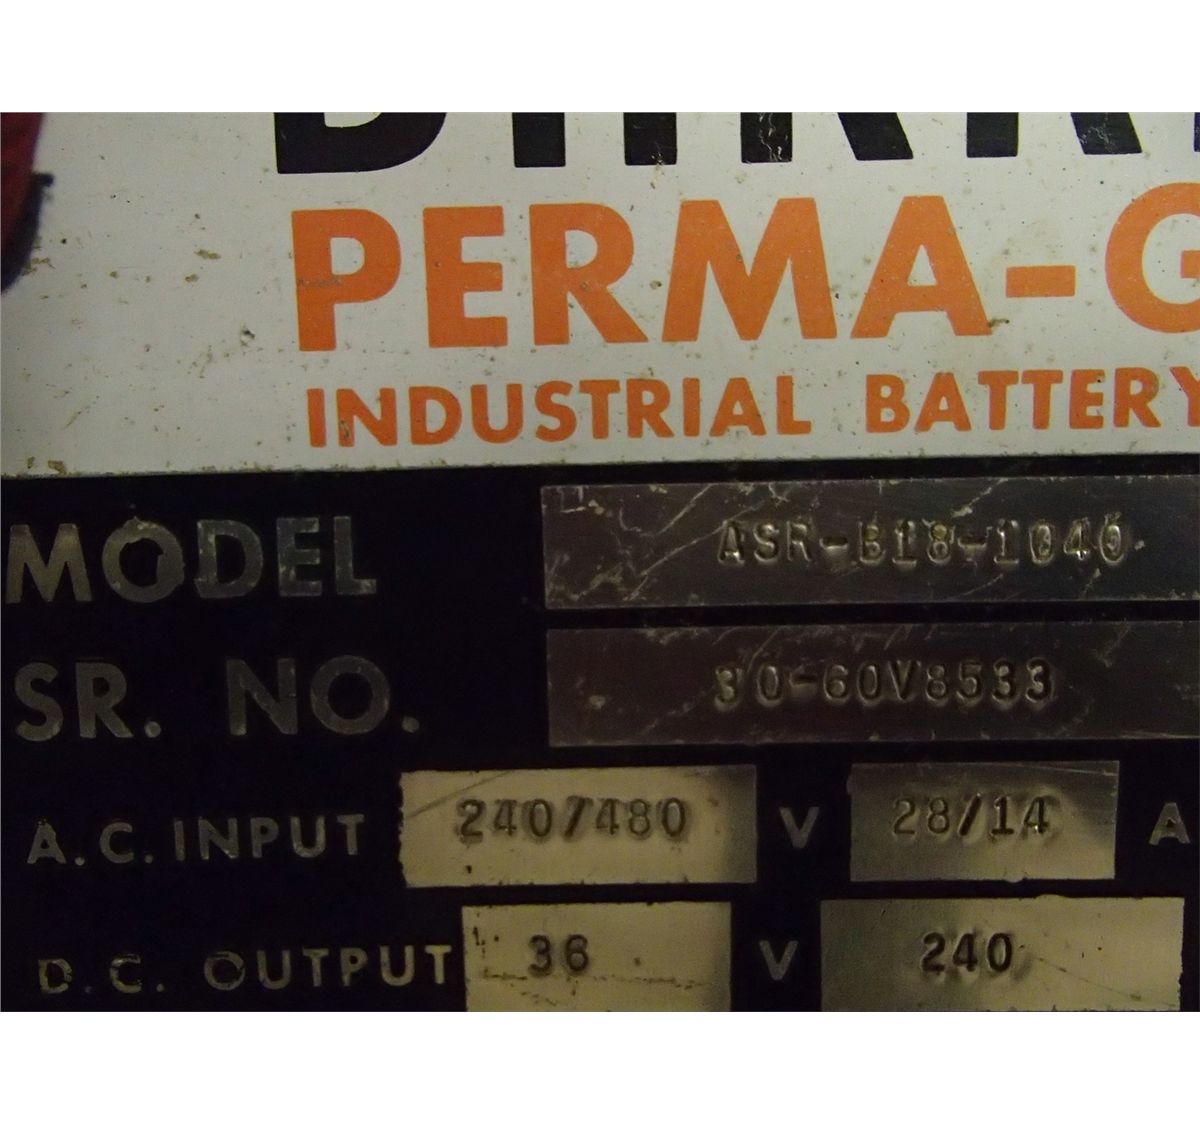 PERMA-G
INDUSTRIAL BATTERY
MODEL ASR-B18-1040
SR. NO. 30-60V8533
A.C. INPUT 240/480 V 28/14 A
D.C. OUTPUT 36 V 240